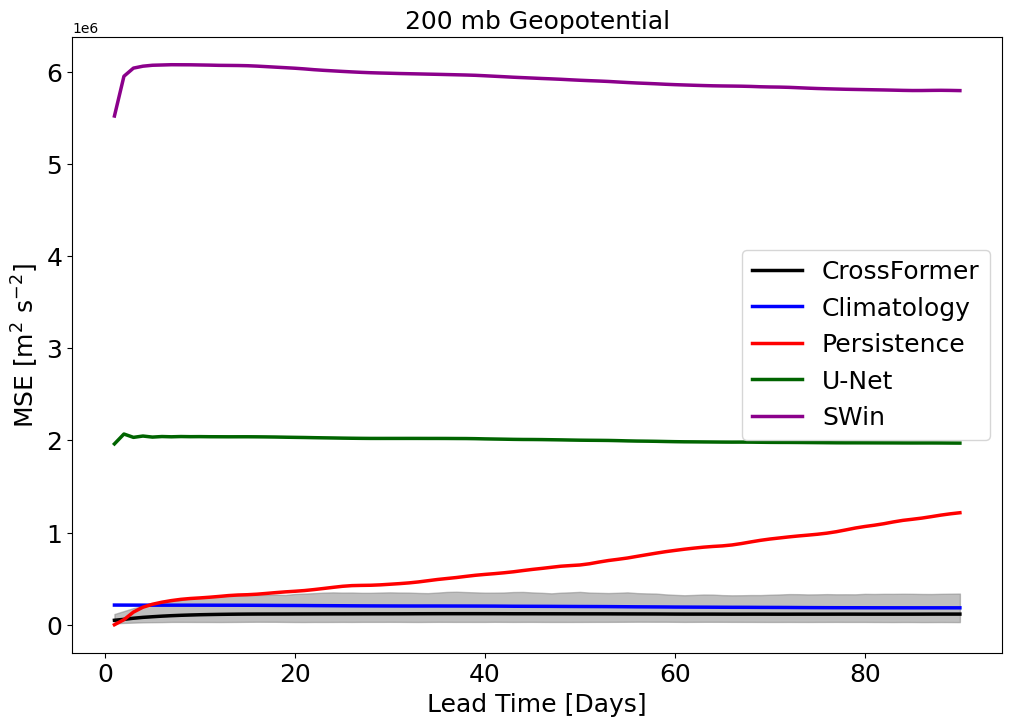 200 mb Geopotential
1e6
6
5
4
3
2
1
0
MSE [m² s⁻²]
CrossFormer
Climatology
Persistence
U-Net
SWin
0 20 40 60 80
Lead Time [Days]